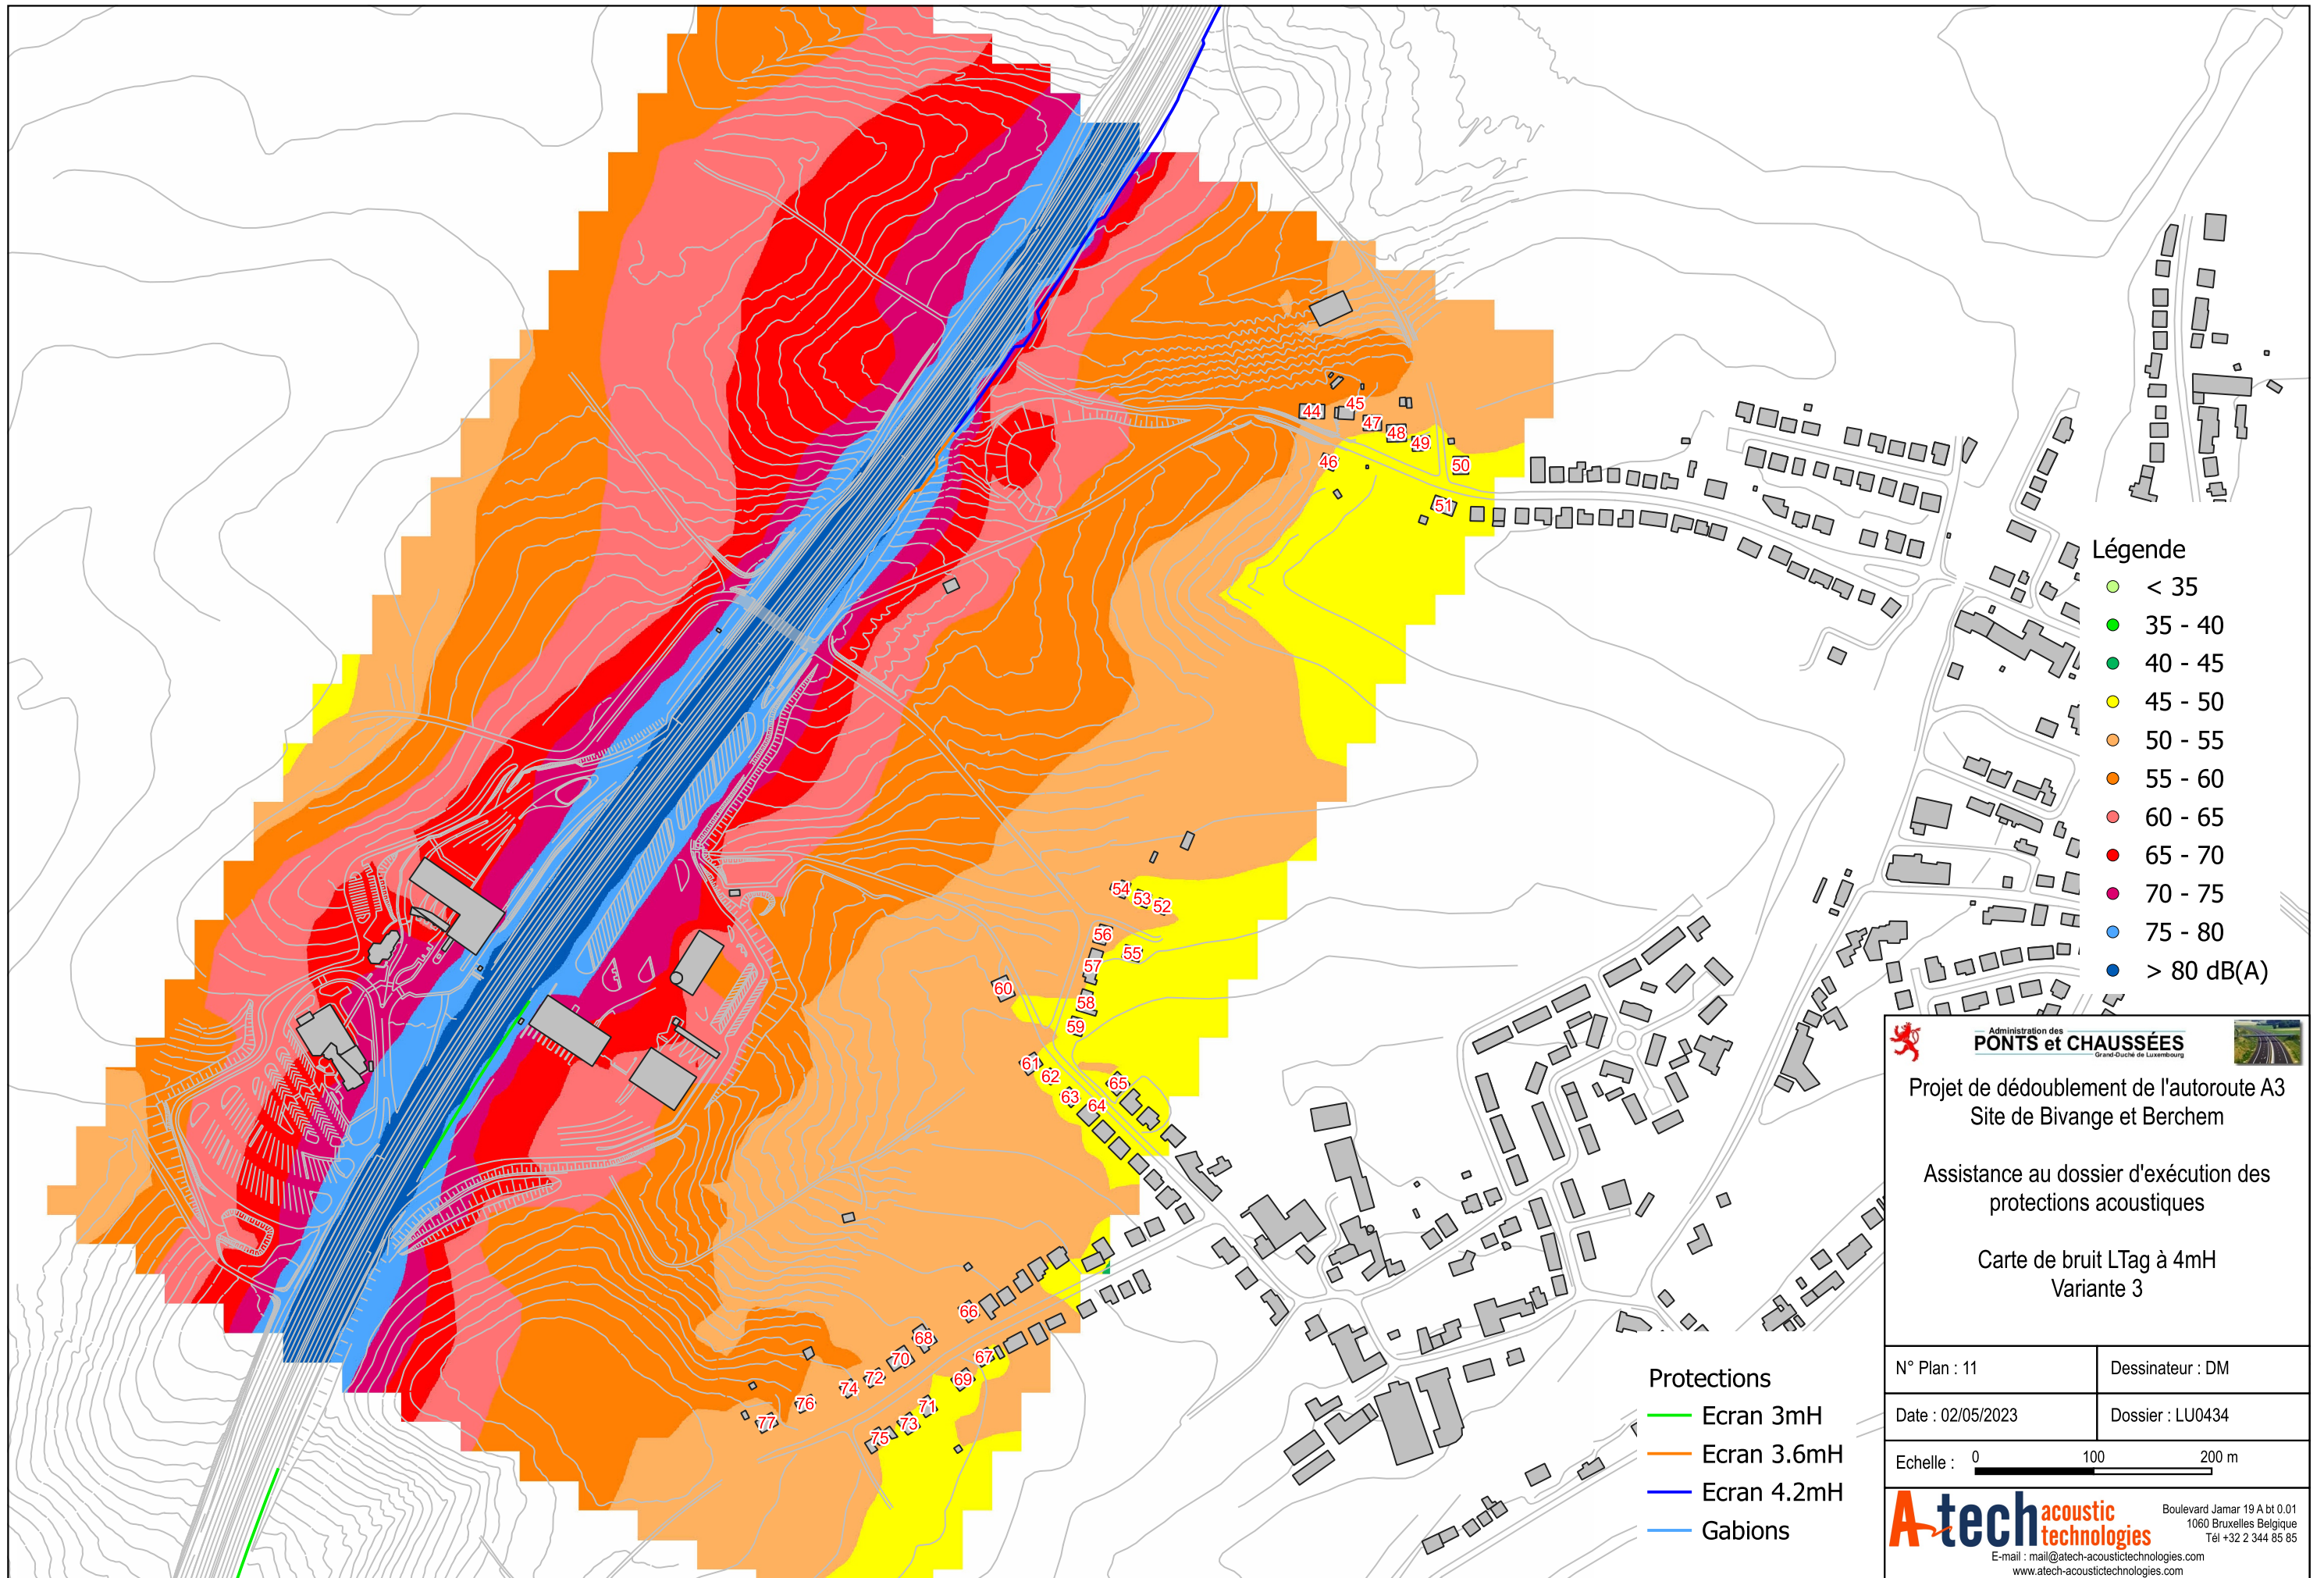 44
45
47
48
49
46
50
51
54
53
52
56
55
57
60
58
59
61
62
65
63
64
66
68
67
70
69
72
74
76
71
77
73
75
Légende
< 35
35 - 40
40 - 45
45 - 50
50 - 55
55 - 60
60 - 65
65 - 70
70 - 75
75 - 80
> 80 dB(A)
Protections
Ecran 3mH
Ecran 3.6mH
Ecran 4.2mH
Gabions
Administration des
PONTS et CHAUSSÉES
Grand-Duché de Luxembourg
Projet de dédoublement de l'autoroute A3
Site de Bivange et Berchem
Assistance au dossier d'exécution des
protections acoustiques
Carte de bruit LTag à 4mH
Variante 3
N° Plan : 11
Dessinateur : DM
Date : 02/05/2023
Dossier : LU0434
Echelle : 0 100 200 m
A-tech acoustic technologies
Boulevard Jamar 19 A bt 0.01
1060 Bruxelles Belgique
Tél +32 2 344 85 85
E-mail : mail@atech-acoustictechnologies.com
www.atech-acoustictechnologies.com